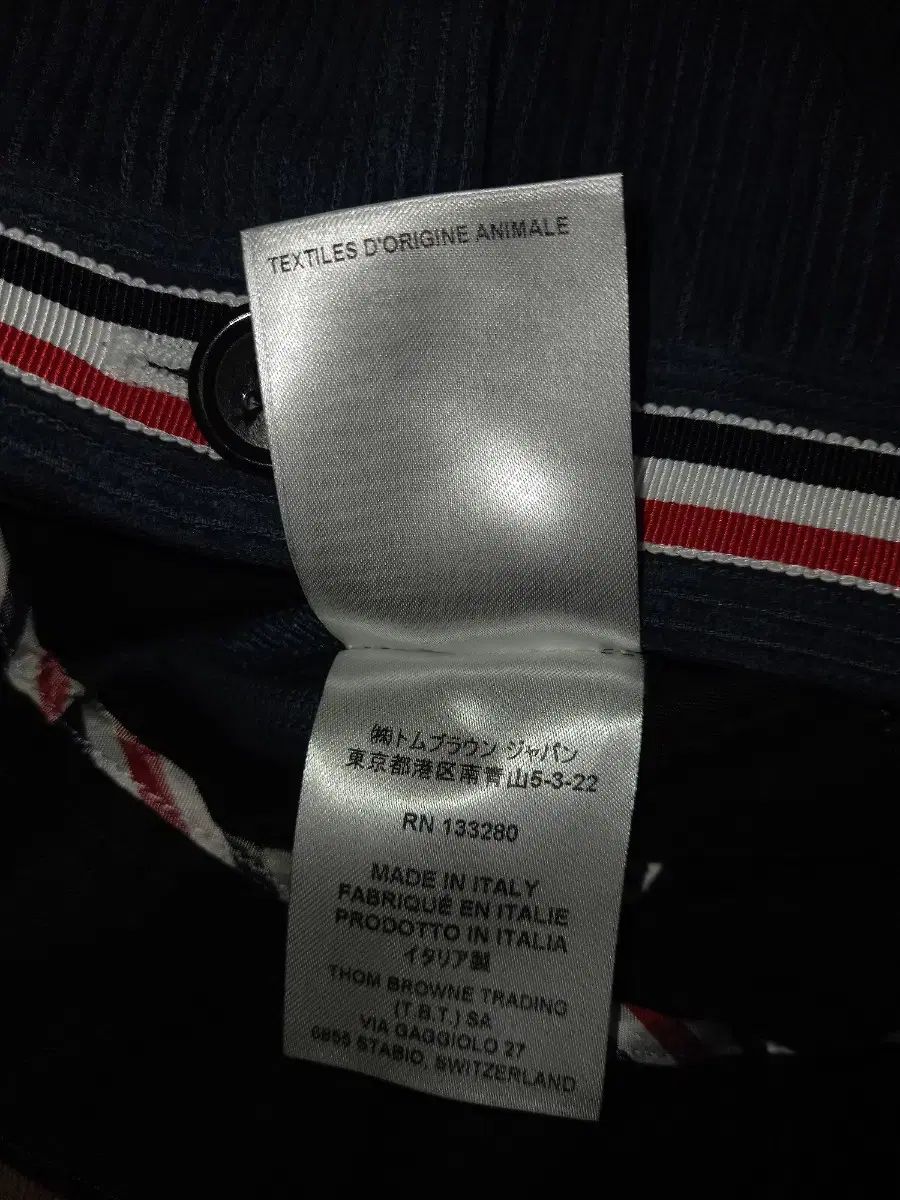 TEXTILES D'ORIGINE ANIMALE
㈱トムブラウン ジャパン
東京都港区南青山5-3-22
RN 133280
MADE IN ITALY
FABRIQUÉ EN ITALIE
PRODOTTO IN ITALIA
イタリア製
THOM BROWNE TRADING
(T.B.T.) SA
VIA GAGGIOLO 27
6855 STABIO, SWITZERLAND